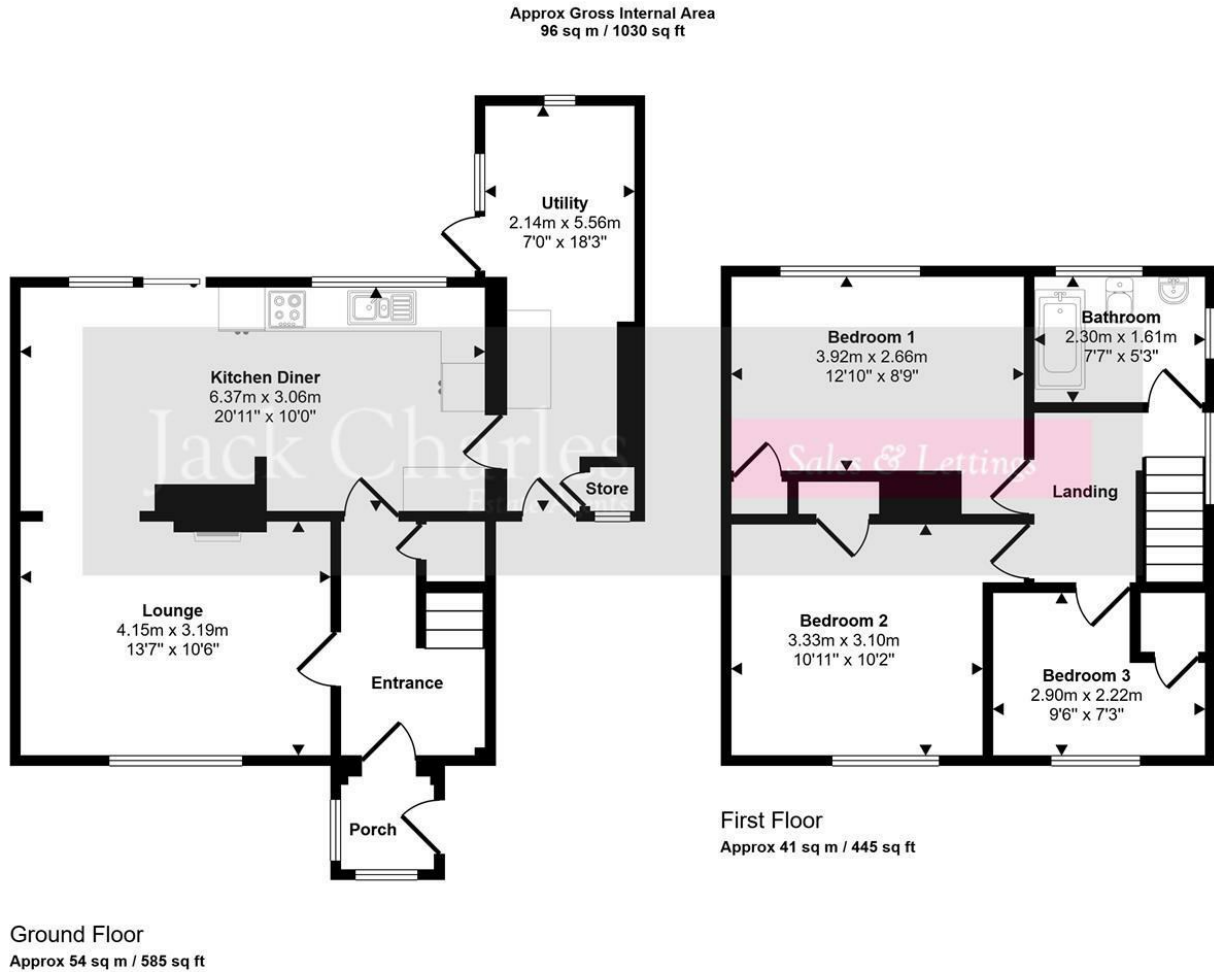 Approx Gross Internal Area
96 sq m / 1030 sq ft
Utility
2.14m x 5.56m
7'0" x 18'3"
Kitchen Diner
6.37m x 3.06m
20'11" x 10'0"
Store
Lounge
4.15m x 3.19m
13'7" x 10'6"
Entrance
Porch
Bedroom 1
3.92m x 2.66m
12'10" x 8'9"
Bathroom
2.30m x 1.61m
7'7" x 5'3"
Landing
Bedroom 2
3.33m x 3.10m
10'11" x 10'2"
Bedroom 3
2.90m x 2.22m
9'6" x 7'3"
Jack Charles
Estate Agents
Sales & Lettings
First Floor
Approx 41 sq m / 445 sq ft
Ground Floor
Approx 54 sq m / 585 sq ft